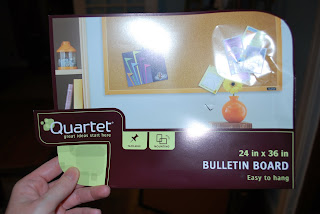 Quartet
great ideas start here
24 in x 36 in
BULLETIN BOARD
Easy to hang